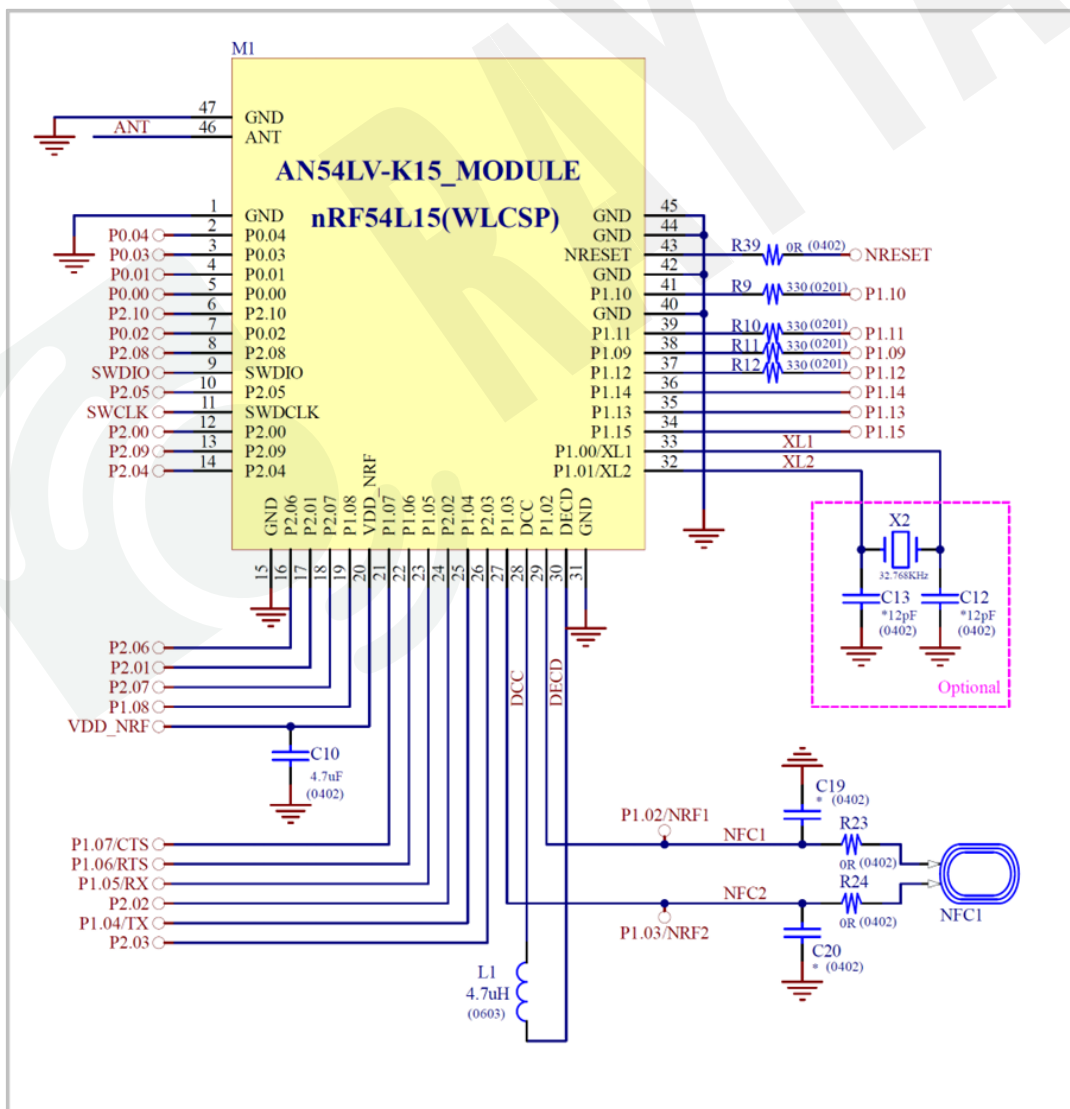 RAYTA
M1
47 GND
ANT 46 ANT
AN54LV-K15_MODULE
nRF54L15(WLCSP)
1 GND
P0.04 2 P0.04
P0.03 3 P0.03
P0.01 4 P0.01
P0.00 5 P0.00
P2.10 6 P2.10
P0.02 7 P0.02
P2.08 8 P2.08
SWDIO 9 SWDIO
P2.05 10 P2.05
SWCLK 11 SWDCLK
P2.00 12 P2.00
P2.09 13 P2.09
P2.04 14 P2.04
GND 45
GND 44
NRESET 43 R39 0R (0402) NRESET
GND 42
P1.10 41 R9 330 (0201) P1.10
GND 40
P1.11 39 R10 330 (0201) P1.11
P1.09 38 R11 330 (0201) P1.09
P1.12 37 R12 330 (0201) P1.12
P1.14 36 P1.14
P1.13 35 P1.13
P1.15 34 P1.15
P1.00/XL1 33 XL1
P1.01/XL2 32 XL2
GND 15
P2.06 16
P2.01 17
P2.07 18
P1.08 19
VDD_NRF 20
P1.07 21
P1.06 22
P1.05 23
P2.02 24
P1.04 25
P2.03 26
P1.03 27
DCC 28
P1.02 29
DECD 30
GND 31
X2
32.768KHz
C13
*12pF
(0402)
C12
*12pF
(0402)
Optional
P2.06
P2.01
P2.07
P1.08
VDD_NRF
C10
4.7uF
(0402)
DCC
DECD
P1.07/CTS
P1.06/RTS
P1.05/RX
P2.02
P1.04/TX
P2.03
L1
4.7uH
(0603)
C19
* (0402)
P1.02/NRF1
NFC1
R23
0R (0402)
NFC2
R24
0R (0402)
P1.03/NRF2
C20
* (0402)
NFC1